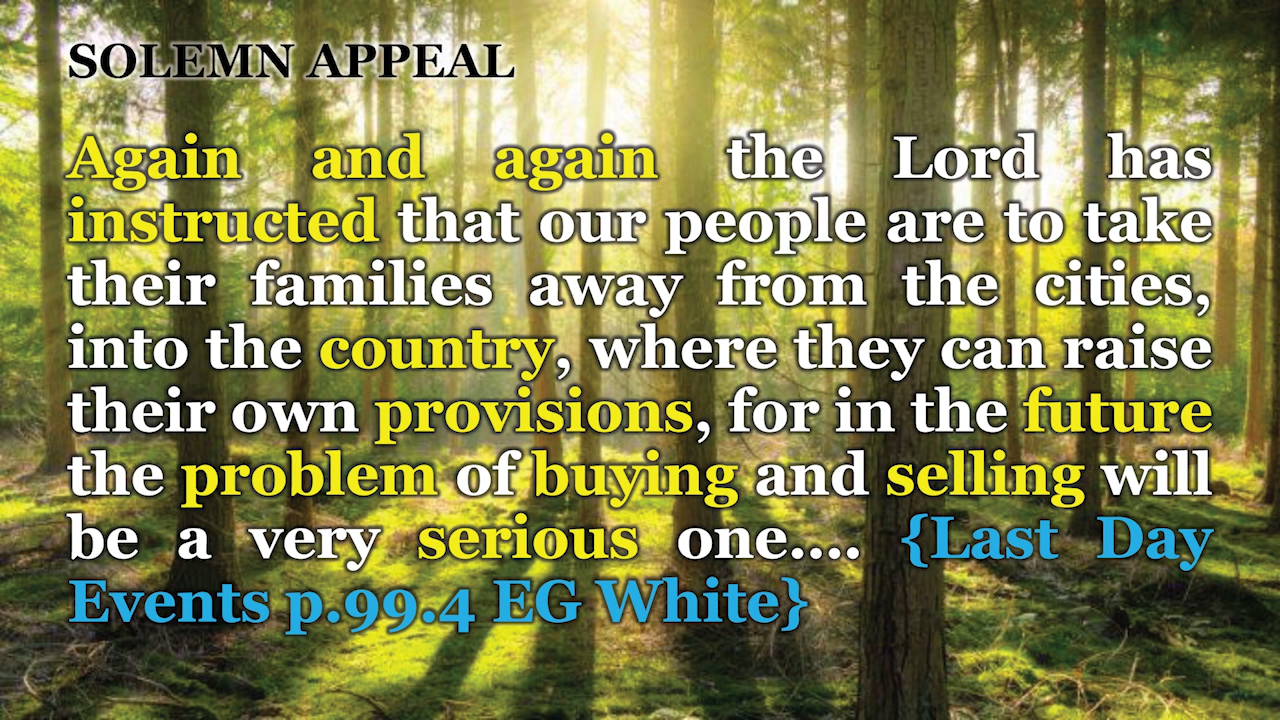 SOLEMN APPEAL
Again and again the Lord has
instructed that our people are to take
their families away from the cities,
into the country, where they can raise
their own provisions, for in the future
the problem of buying and selling will
be a very serious one.... {Last Day
Events p.99.4 EG White}